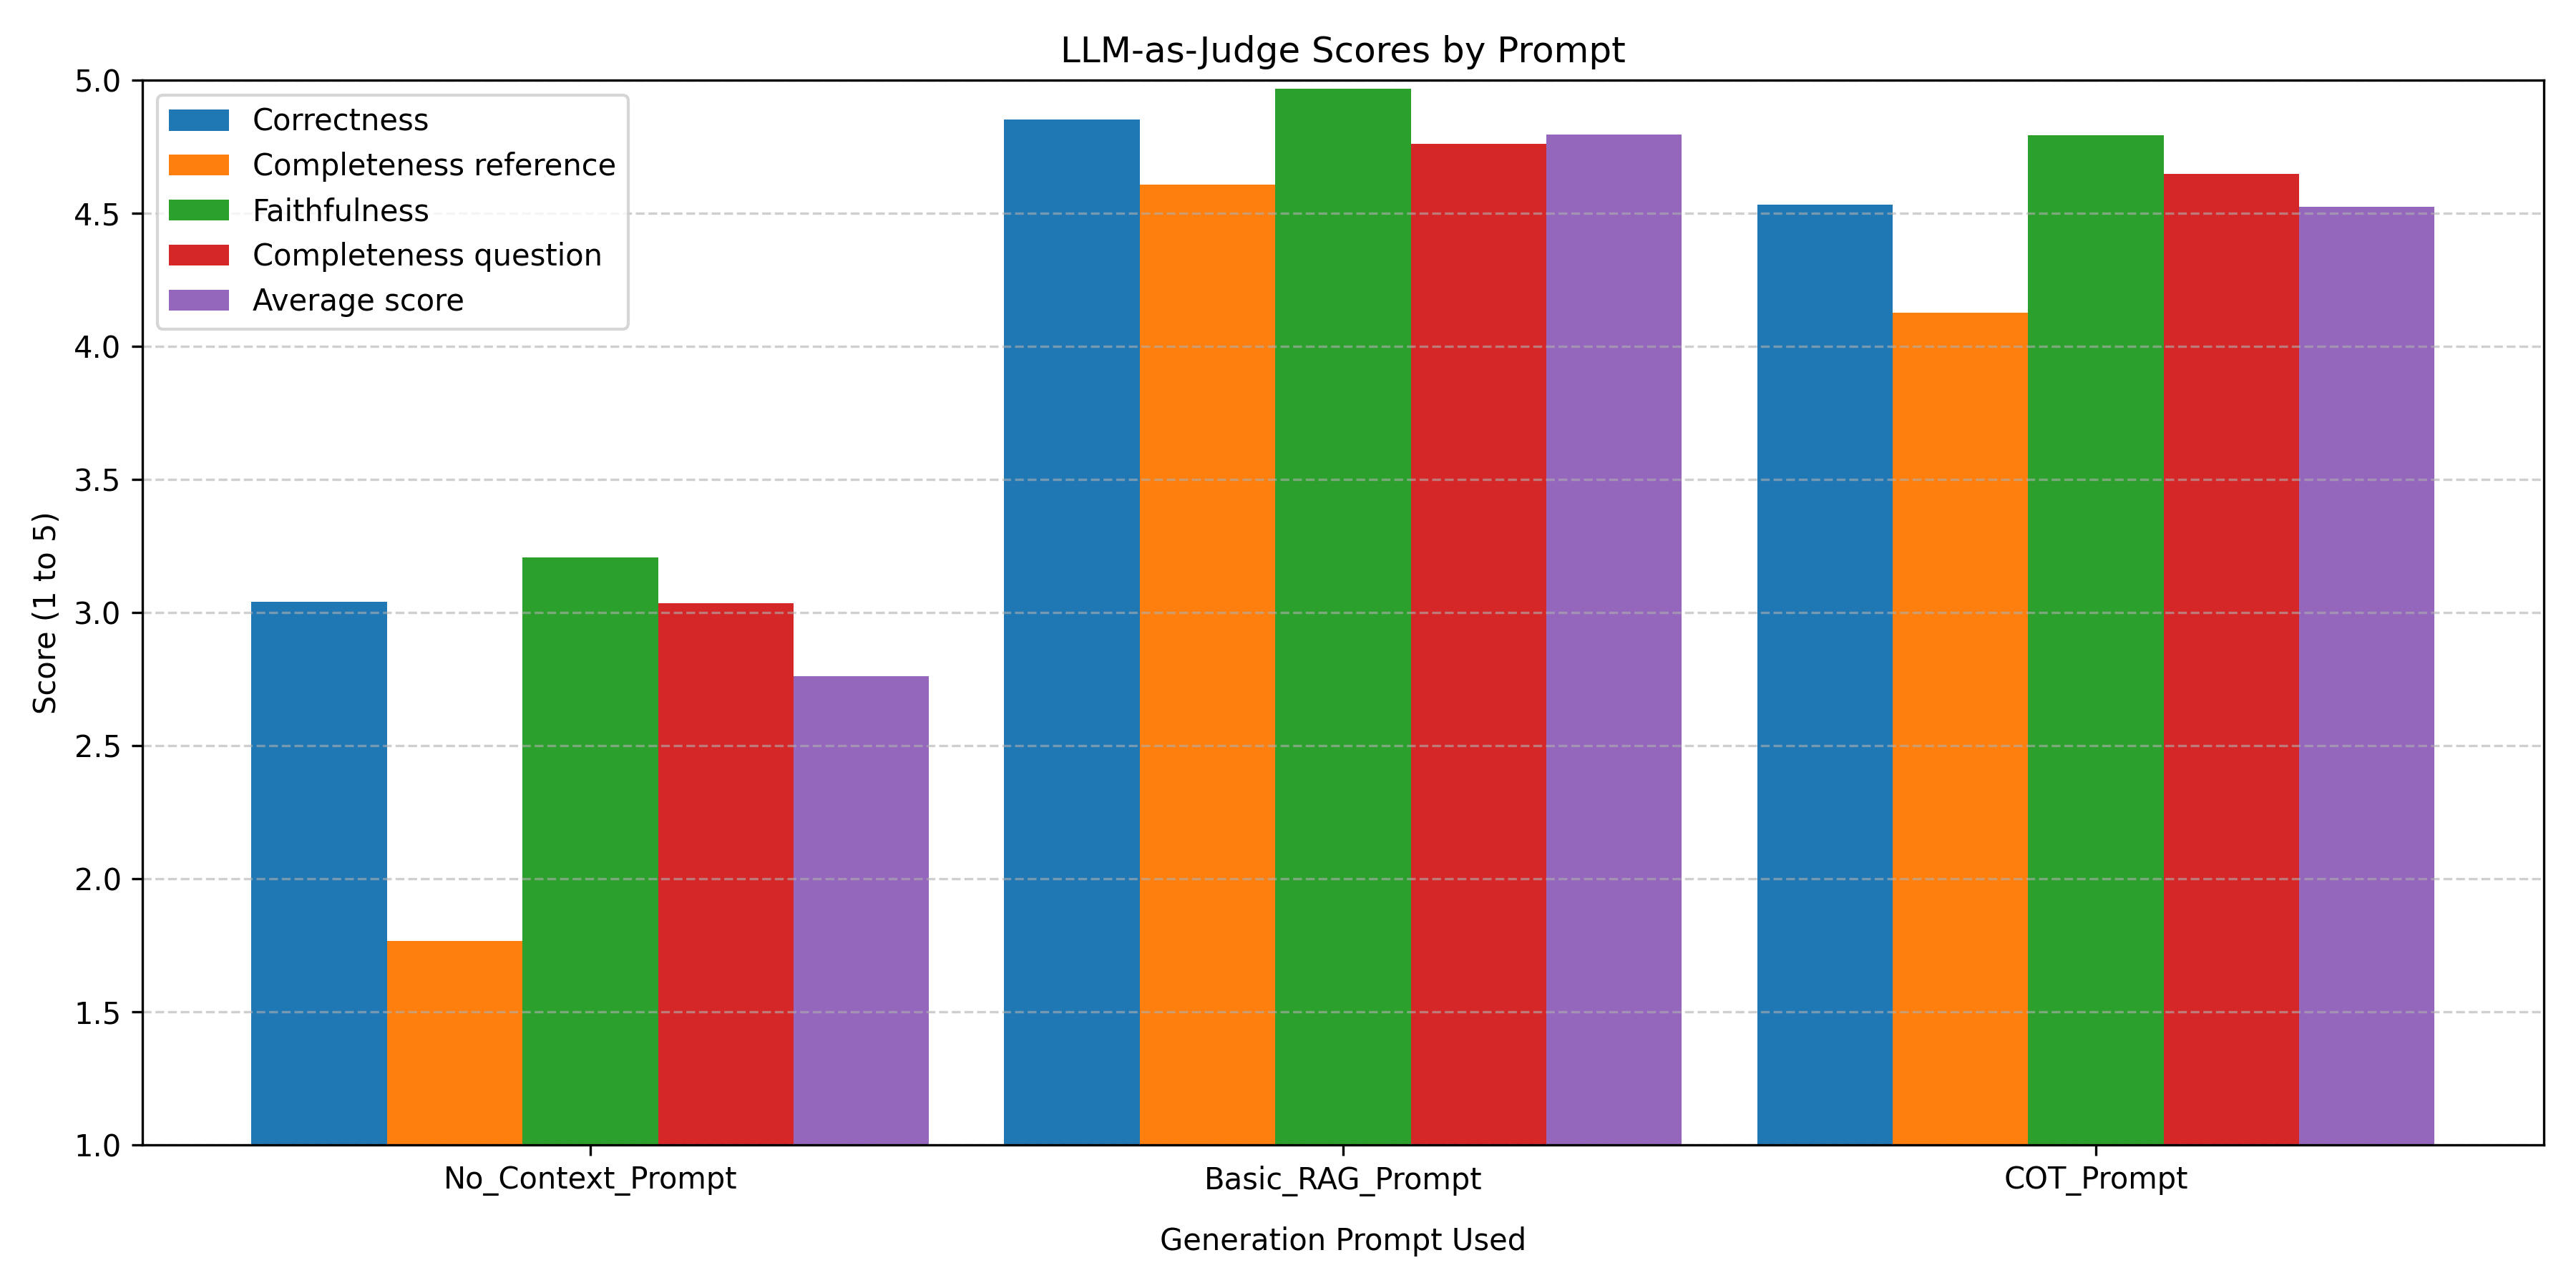 LLM-as-Judge Scores by Prompt
5.0
4.5
4.0
3.5
3.0
2.5
2.0
1.5
1.0
Score (1 to 5)
Correctness
Completeness reference
Faithfulness
Completeness question
Average score
No_Context_Prompt
Basic_RAG_Prompt
COT_Prompt
Generation Prompt Used